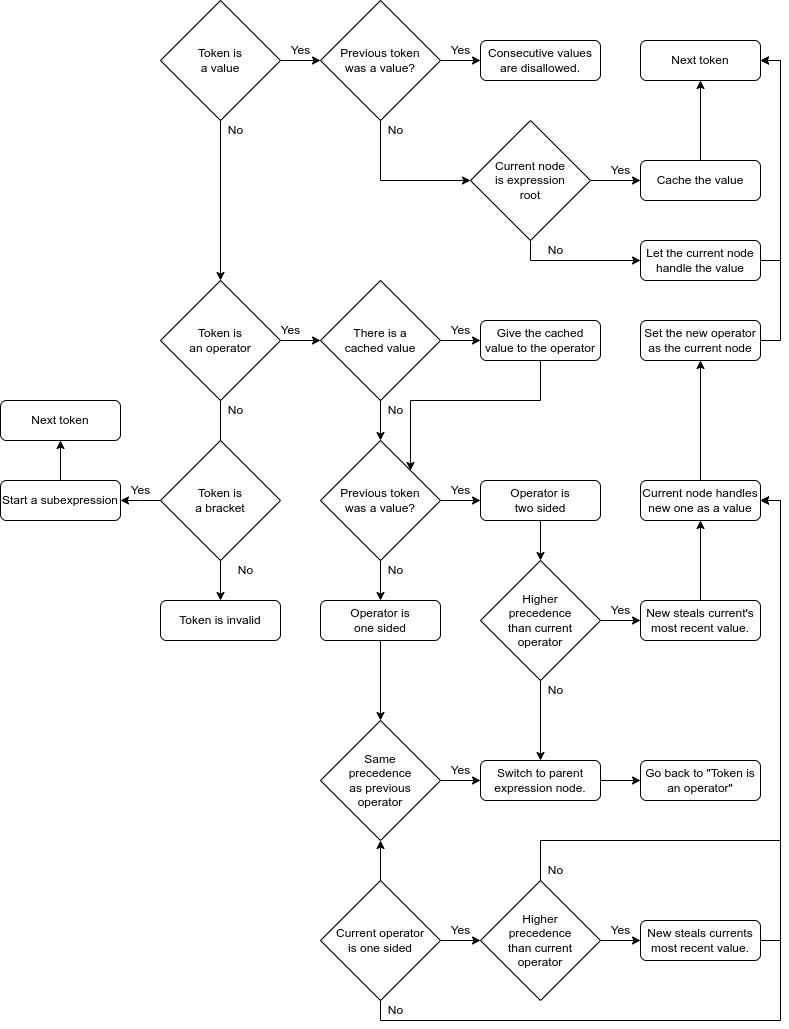 Token is
a value
Yes
Previous token
was a value?
Yes
Consecutive values
are disallowed.
Next token
No
No
Current node
is expression
root
Yes
Cache the value
No
Let the current node
handle the value
Token is
an operator
Yes
There is a
cached value
Yes
Give the cached
value to the operator
Set the new operator
as the current node
No
No
Next token
Start a subexpression
Yes
Token is
a bracket
Previous token
was a value?
Yes
Operator is
two sided
Current node handles
new one as a value
No
No
Token is invalid
Operator is
one sided
Higher
precedence
than current
operator
Yes
New steals current's
most recent value.
No
Same
precedence
as previous
operator
Yes
Switch to parent
expression node.
Go back to "Token is
an operator"
No
Current operator
is one sided
Yes
Higher
precedence
than current
operator
Yes
New steals currents
most recent value.
No